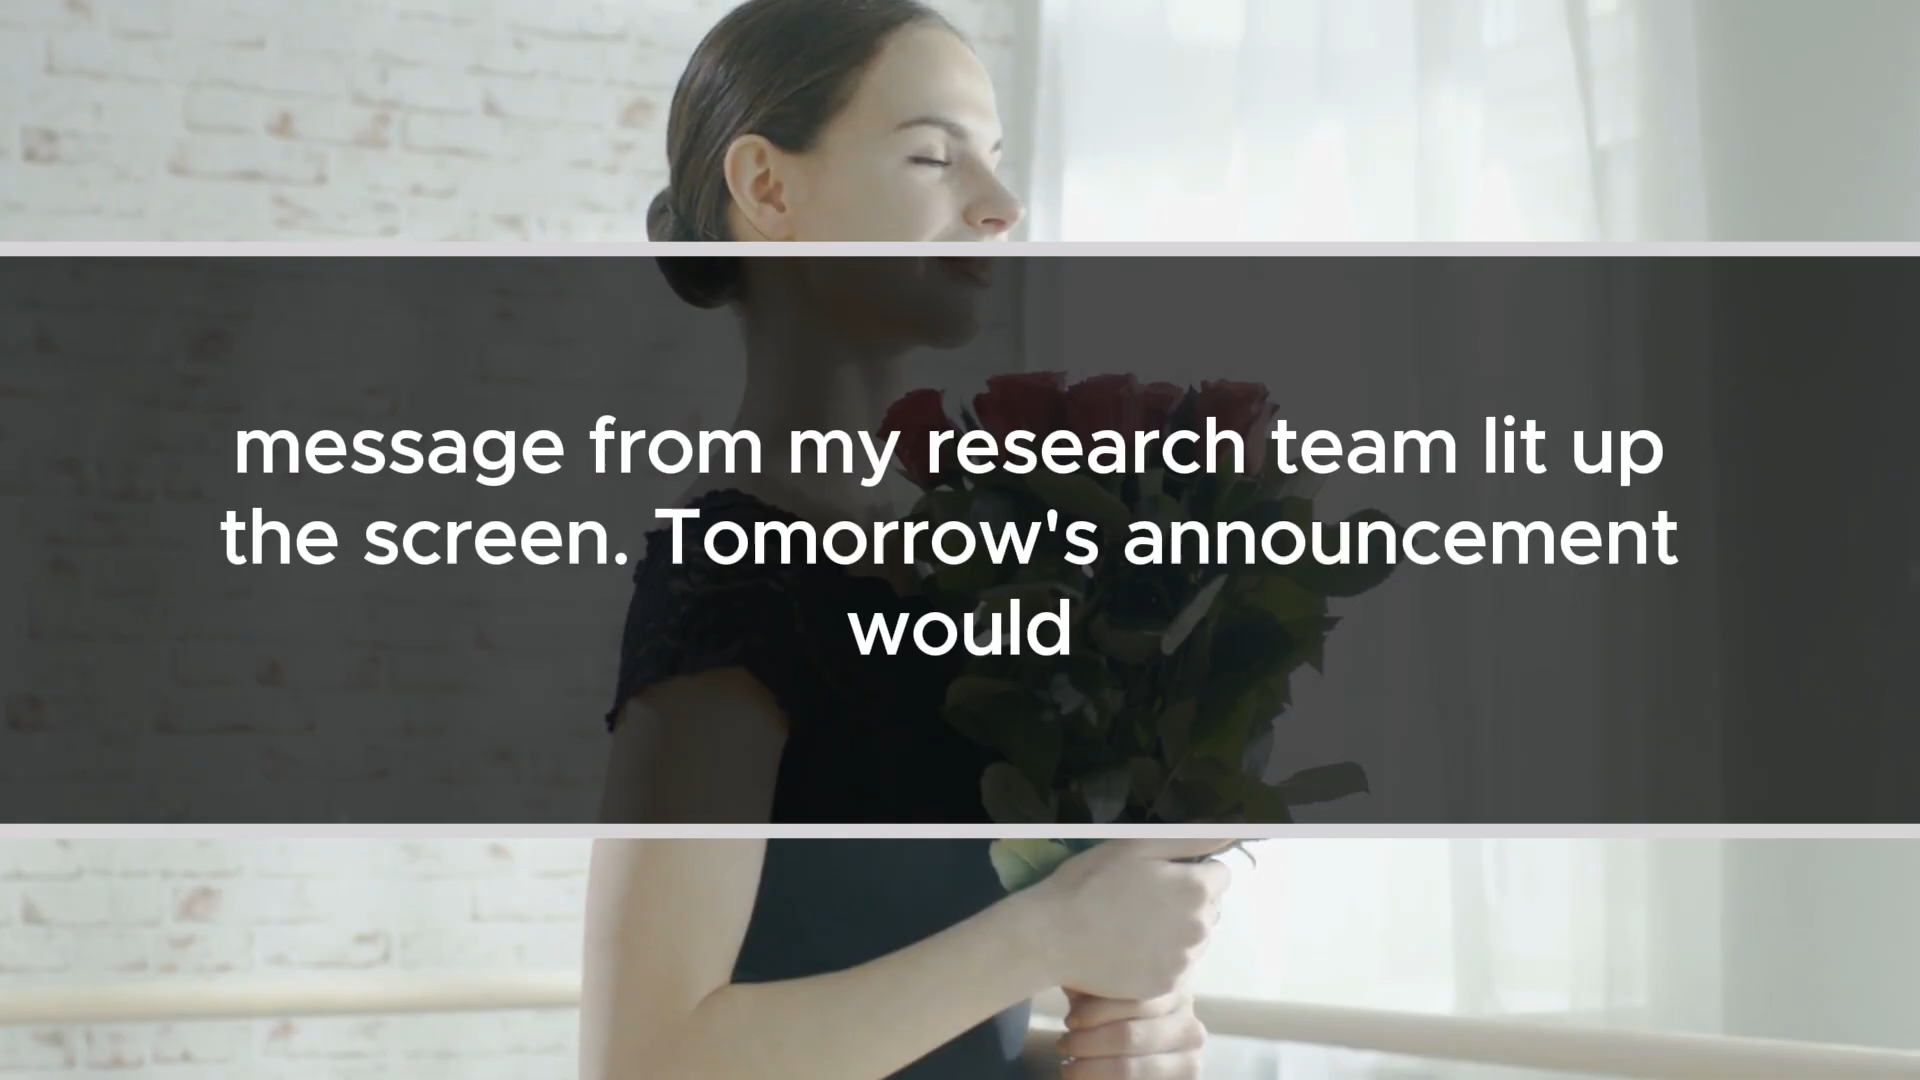 message from my research team lit up
the screen. Tomorrow's announcement
would